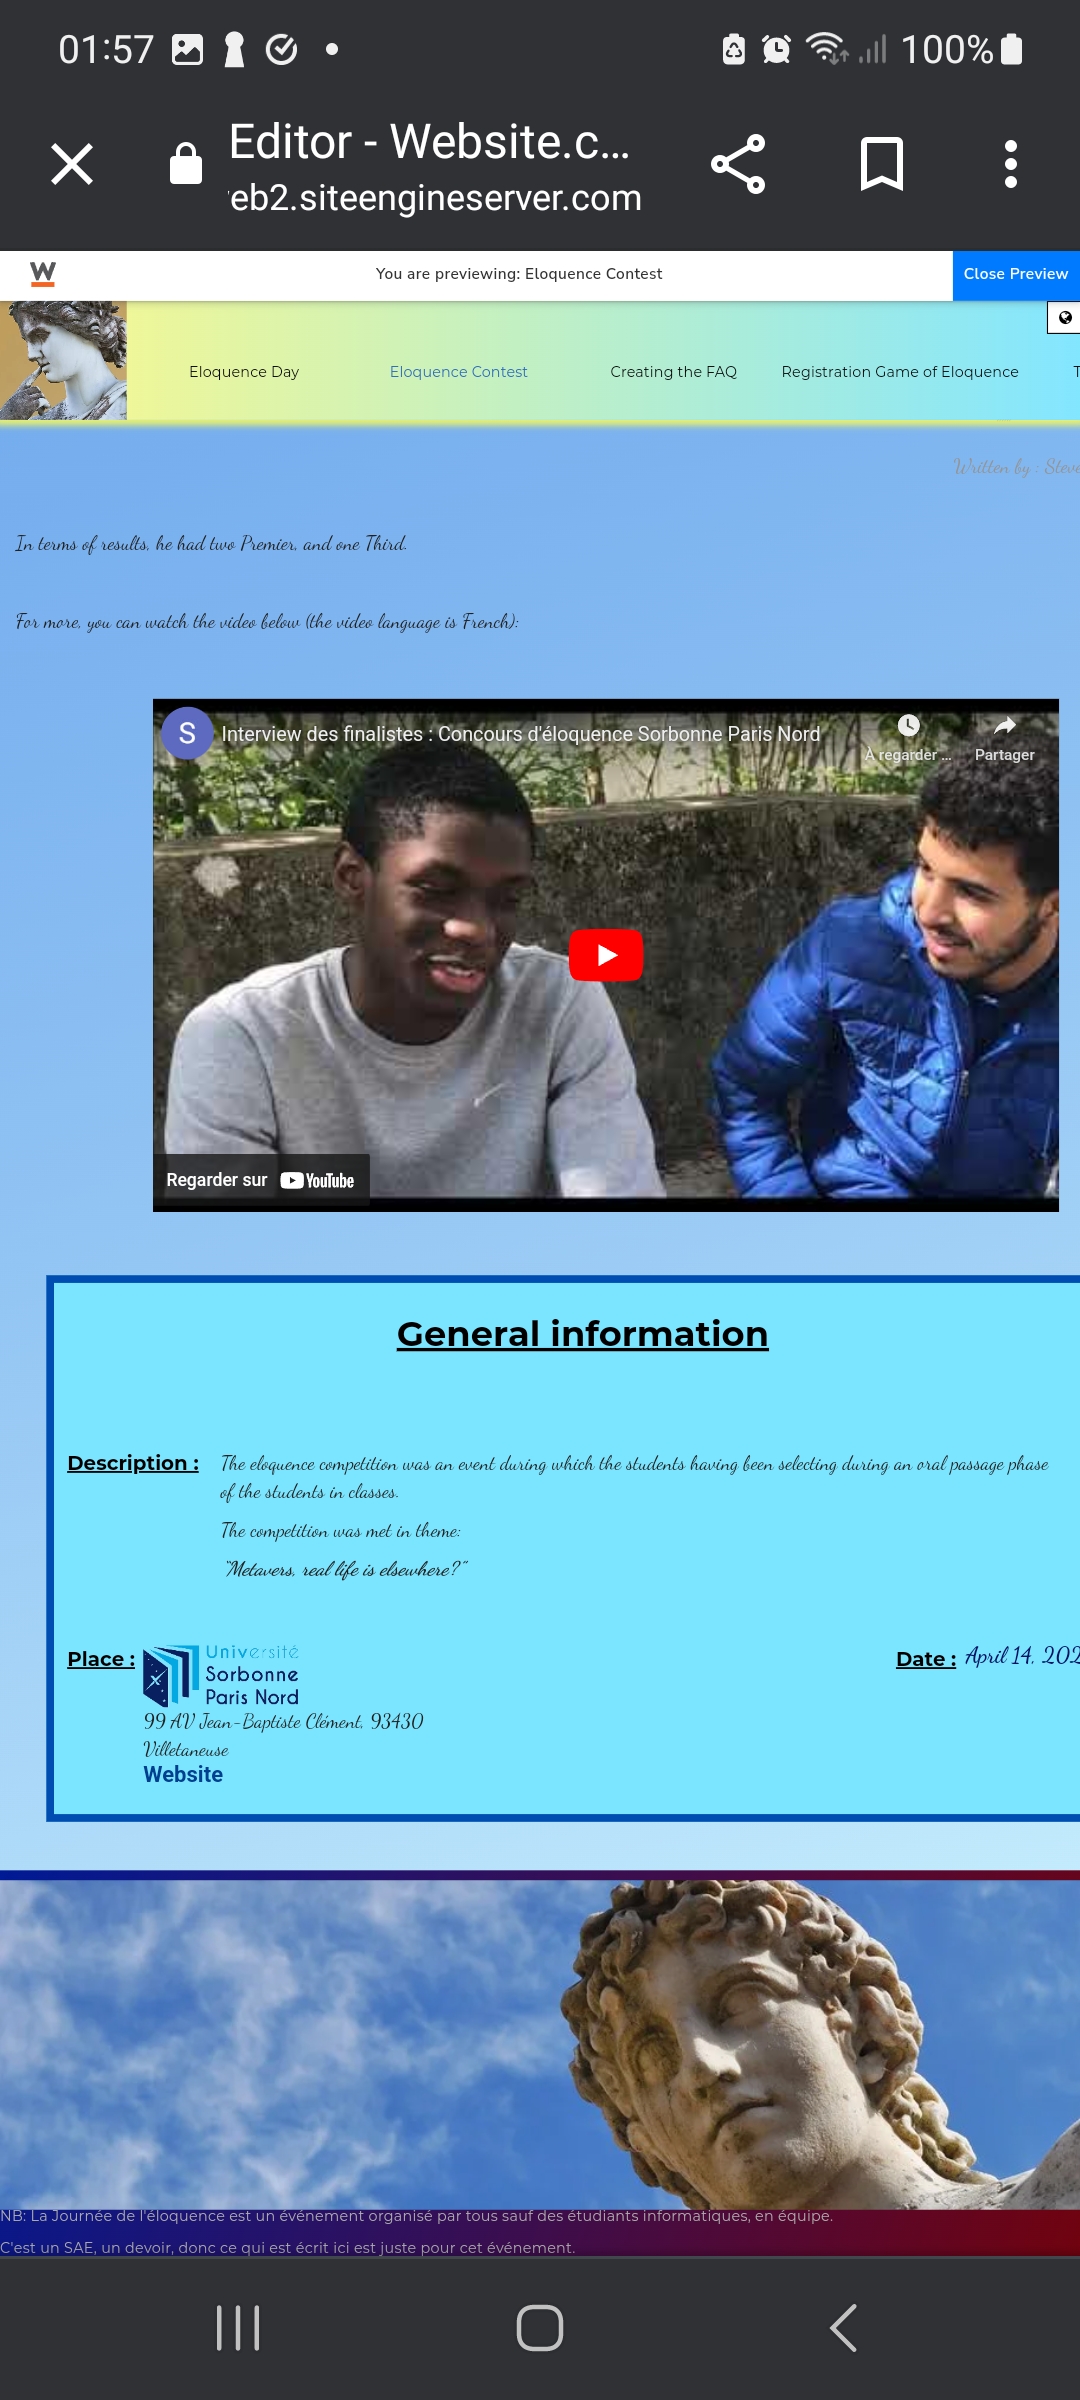 01:57
100%
Editor - Website.c...
eb2.siteengineserver.com
W
You are previewing: Eloquence Contest
Close Preview
Eloquence Day
Eloquence Contest
Creating the FAQ
Registration Game of Eloquence
T
Written by : Steve
In terms of results, he had two Premier, and one Third.
For more, you can watch the video below (the video language is French):
S
Interview des finalistes : Concours d'éloquence Sorbonne Paris Nord
À regarder ...
Partager
Regarder sur YouTube
General information
Description :
The eloquence competition was an event during which the students having been selecting during an oral passage phase
of the students in classes.
The competition was met in theme:
"Metavers, real life is elsewhere?"
Place :
Université
Sorbonne
Paris Nord
99 AV Jean-Baptiste Clément, 93430
Villetaneuse
Website
Date :
April 14, 202
NB: La Journée de l'éloquence est un événement organisé par tous sauf des étudiants informatiques, en équipe.
C'est un SAE, un devoir, donc ce qui est écrit ici est juste pour cet événement.